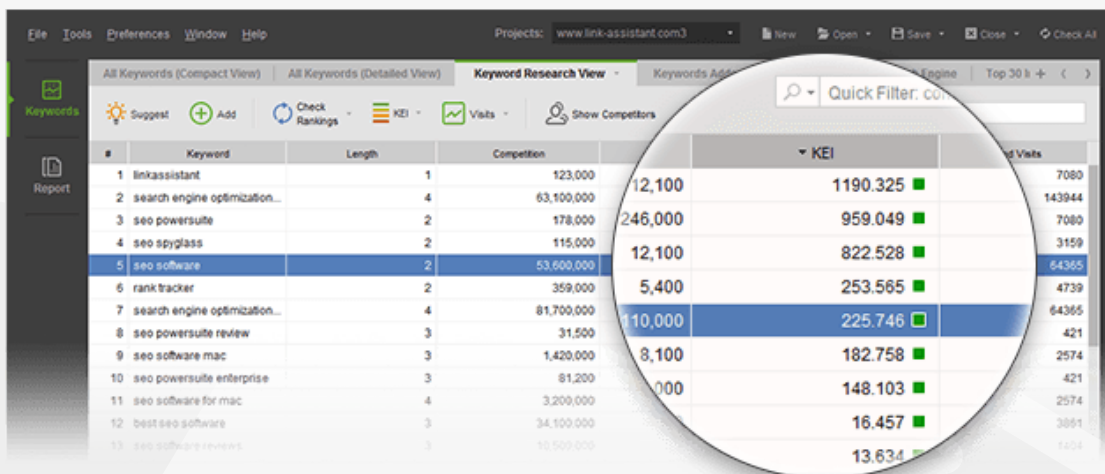 File Tools Preferences Window Help Projects: www.link-assistant.com3 New Open Save Close Check All
All Keywords (Compact View) All Keywords (Detailed View) Keyword Research View Keywords Engine Top 30
Keywords
Suggest Add Check Rankings KEI Visits Show Competitors Quick Filter:
Report
# Keyword Length Competition KEI Visits
1 linkassistant 1 123,000 12,100 1190.325 7080
2 search engine optimization... 4 63,100,000 246,000 959.049 143944
3 seo powersuite 2 178,000 12,100 822.528 7080
4 seo spyglass 2 115,000 5,400 253.565 3159
5 seo software 2 53,600,000 110,000 225.746 64365
6 rank tracker 2 359,000 8,100 182.758 4739
7 search engine optimization... 4 81,700,000 148.103 64365
8 seo powersuite review 3 31,500 16.457 421
9 seo software mac 3 1,420,000 13.634 2574
10 seo powersuite enterprise 3 81,200 421
11 seo software for mac 4 3,200,000 2574
12 best seo software 3 34,100,000 3861
13 seo software reviews 3 10,500,000